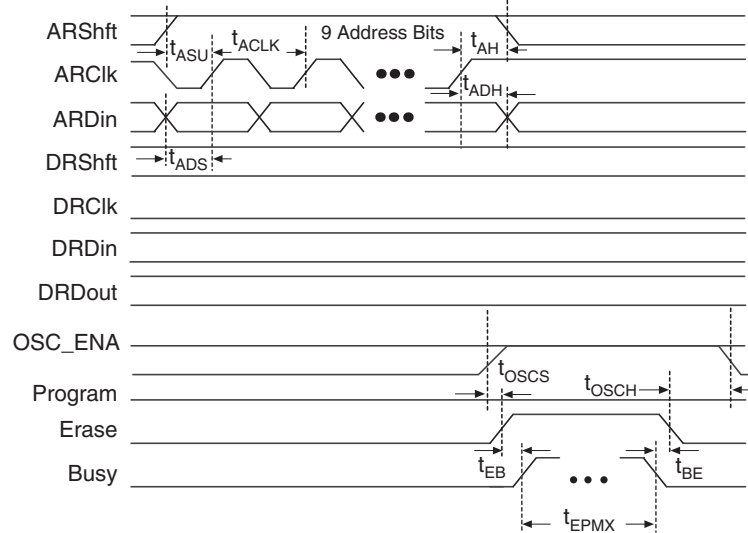 ARShft
tASU
tACLK
9 Address Bits
tAH
ARClk
tADH
ARDin
DRShft
tADS
DRClk
DRDin
DRDout
OSC_ENA
tOSCS
tOSCH
Program
Erase
tEB
tBE
Busy
tEPMX